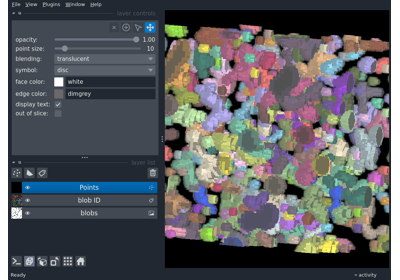 File View Plugins Window Help
layer controls
opacity: 1.00
point size: 10
blending: translucent
symbol: disc
face color: white
edge color: dimgrey
display text:
out of slice:
layer list
Points
blob ID
blobs
Ready
activity